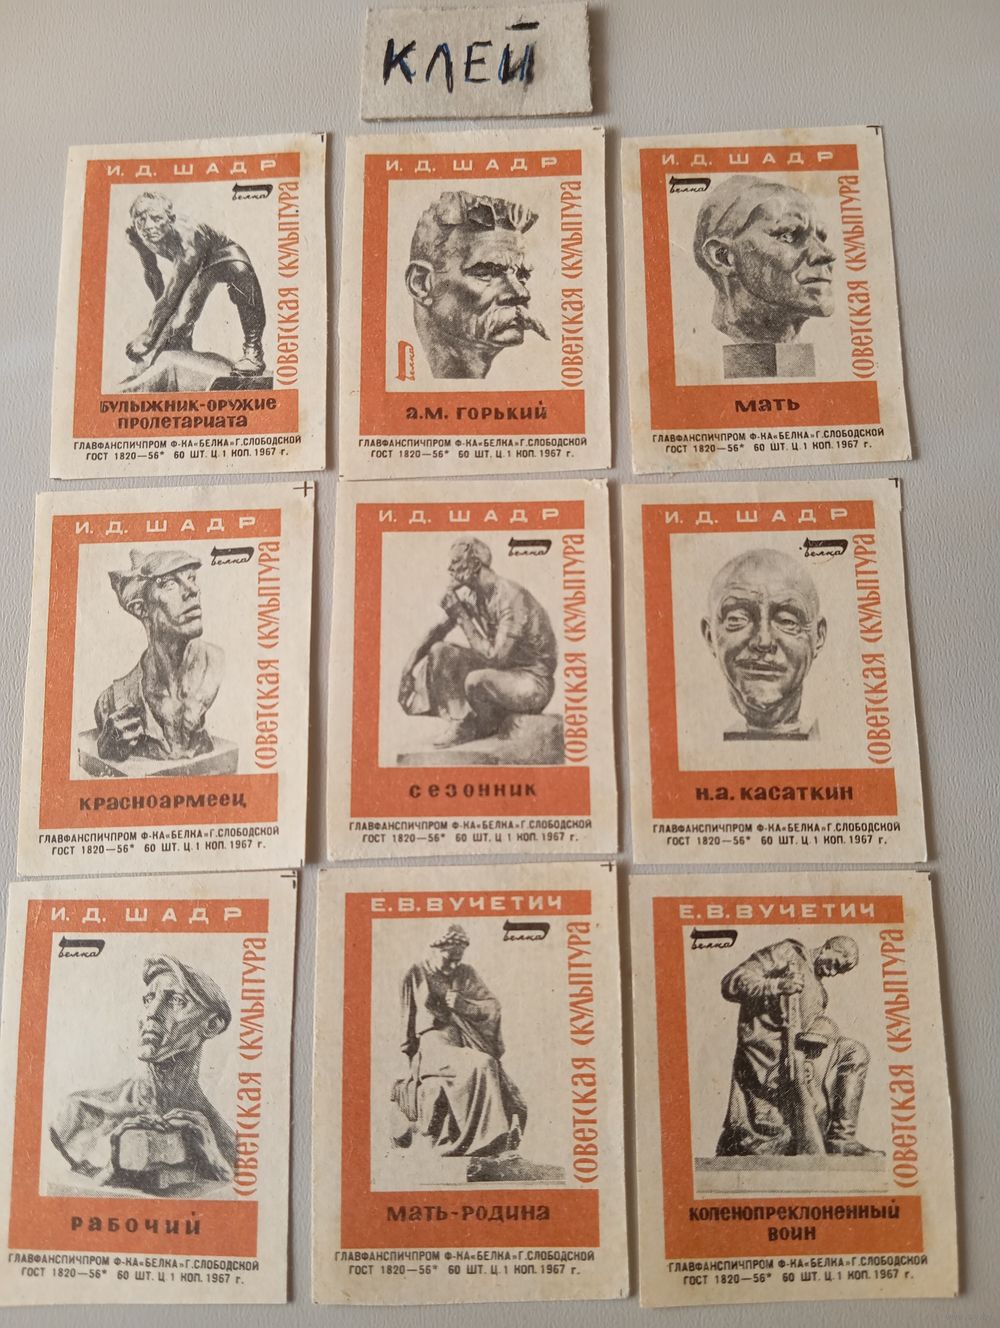 КЛЕЙ
И. Д. ШАДР
белка
СОВЕТСКАЯ СКУЛЬПТУРА
БУЛЫЖНИК-ОРУЖИЕ
ПРОЛЕТАРИАТА
ГЛАВФАНСПИЧПРОМ Ф-КА «БЕЛКА» Г. СЛОБОДСКОЙ
ГОСТ 1820—56* 60 ШТ. Ц. 1 КОП. 1967 г.
И. Д. ШАДР
белка
СОВЕТСКАЯ СКУЛЬПТУРА
А.М. ГОРЬКИЙ
ГЛАВФАНСПИЧПРОМ Ф-КА «БЕЛКА» Г. СЛОБОДСКОЙ
ГОСТ 1820—56* 60 ШТ. Ц. 1 КОП. 1967 г.
И. Д. ШАДР
белка
СОВЕТСКАЯ СКУЛЬПТУРА
МАТЬ
ГЛАВФАНСПИЧПРОМ Ф-КА «БЕЛКА» Г. СЛОБОДСКОЙ
ГОСТ 1820—56* 60 ШТ. Ц. 1 КОП. 1967 г.
И. Д. ШАДР
белка
СОВЕТСКАЯ СКУЛЬПТУРА
КРАСНОАРМЕЕЦ
ГЛАВФАНСПИЧПРОМ Ф-КА «БЕЛКА» Г. СЛОБОДСКОЙ
ГОСТ 1820—56* 60 ШТ. Ц. 1 КОП. 1967 г.
И. Д. ШАДР
белка
СОВЕТСКАЯ СКУЛЬПТУРА
СЕЗОННИК
ГЛАВФАНСПИЧПРОМ Ф-КА «БЕЛКА» Г. СЛОБОДСКОЙ
ГОСТ 1820—56* 60 ШТ. Ц. 1 КОП. 1967 г.
И. Д. ШАДР
белка
СОВЕТСКАЯ СКУЛЬПТУРА
Н.А. КАСАТКИН
ГЛАВФАНСПИЧПРОМ Ф-КА «БЕЛКА» Г. СЛОБОДСКОЙ
ГОСТ 1820—56* 60 ШТ. Ц. 1 КОП. 1967 г.
И. Д. ШАДР
белка
СОВЕТСКАЯ СКУЛЬПТУРА
РАБОЧИЙ
ГЛАВФАНСПИЧПРОМ Ф-КА «БЕЛКА» Г. СЛОБОДСКОЙ
ГОСТ 1820—56* 60 ШТ. Ц. 1 КОП. 1967 г.
Е. В. ВУЧЕТИЧ
белка
СОВЕТСКАЯ СКУЛЬПТУРА
МАТЬ-РОДИНА
ГЛАВФАНСПИЧПРОМ Ф-КА «БЕЛКА» Г. СЛОБОДСКОЙ
ГОСТ 1820—56* 60 ШТ. Ц. 1 КОП. 1967 г.
Е. В. ВУЧЕТИЧ
белка
СОВЕТСКАЯ СКУЛЬПТУРА
КОЛЕНОПРЕКЛОНЕННЫЙ
ВОИН
ГЛАВФАНСПИЧПРОМ Ф-КА «БЕЛКА» Г. СЛОБОДСКОЙ
ГОСТ 1820—56* 60 ШТ. Ц. 1 КОП. 1967 г.